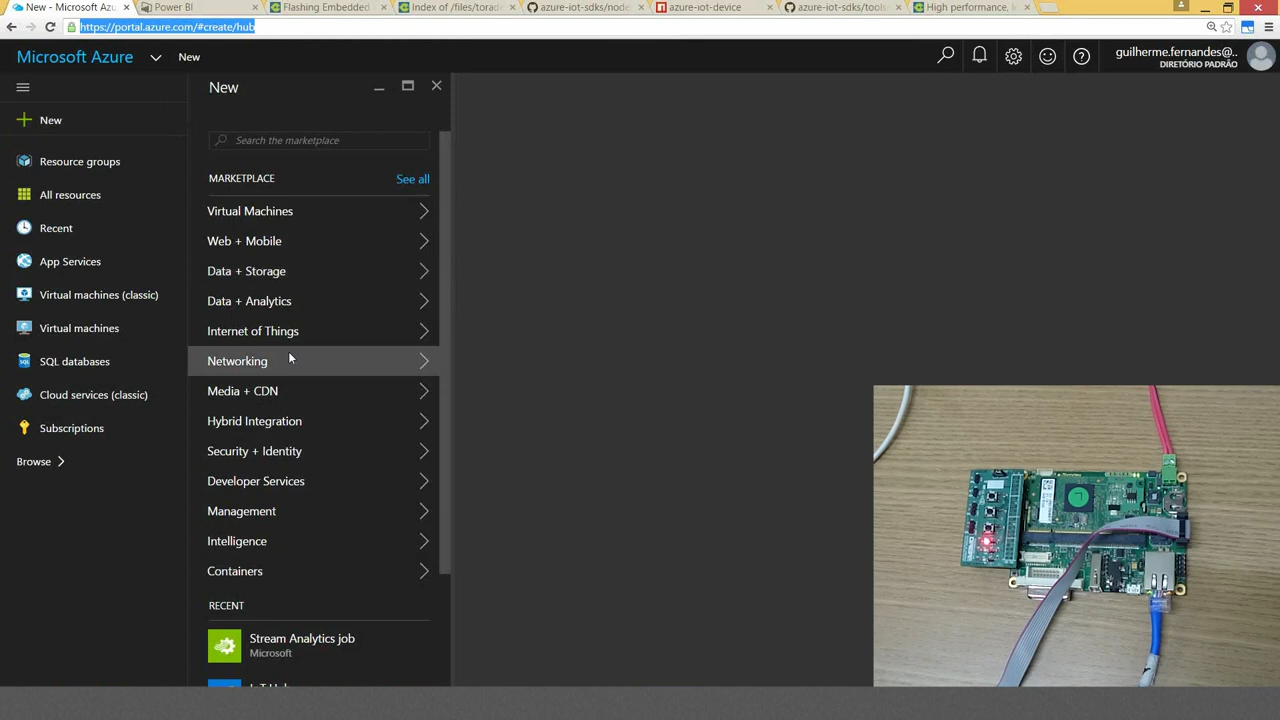 New - Microsoft Azure
Power BI
Flashing Embedded
Index of /files/torade
azure-iot-sdks/node
azure-iot-device
azure-iot-sdks/tools
High performance, l
https://portal.azure.com/#create/hub
Microsoft Azure
New
guilherme.fernandes@..
DIRETÓRIO PADRÃO
New
Search the marketplace
MARKETPLACE
See all
New
Resource groups
All resources
Recent
App Services
Virtual machines (classic)
Virtual machines
SQL databases
Cloud services (classic)
Subscriptions
Browse
Virtual Machines
Web + Mobile
Data + Storage
Data + Analytics
Internet of Things
Networking
Media + CDN
Hybrid Integration
Security + Identity
Developer Services
Management
Intelligence
Containers
RECENT
Stream Analytics job
Microsoft
IoT Hub